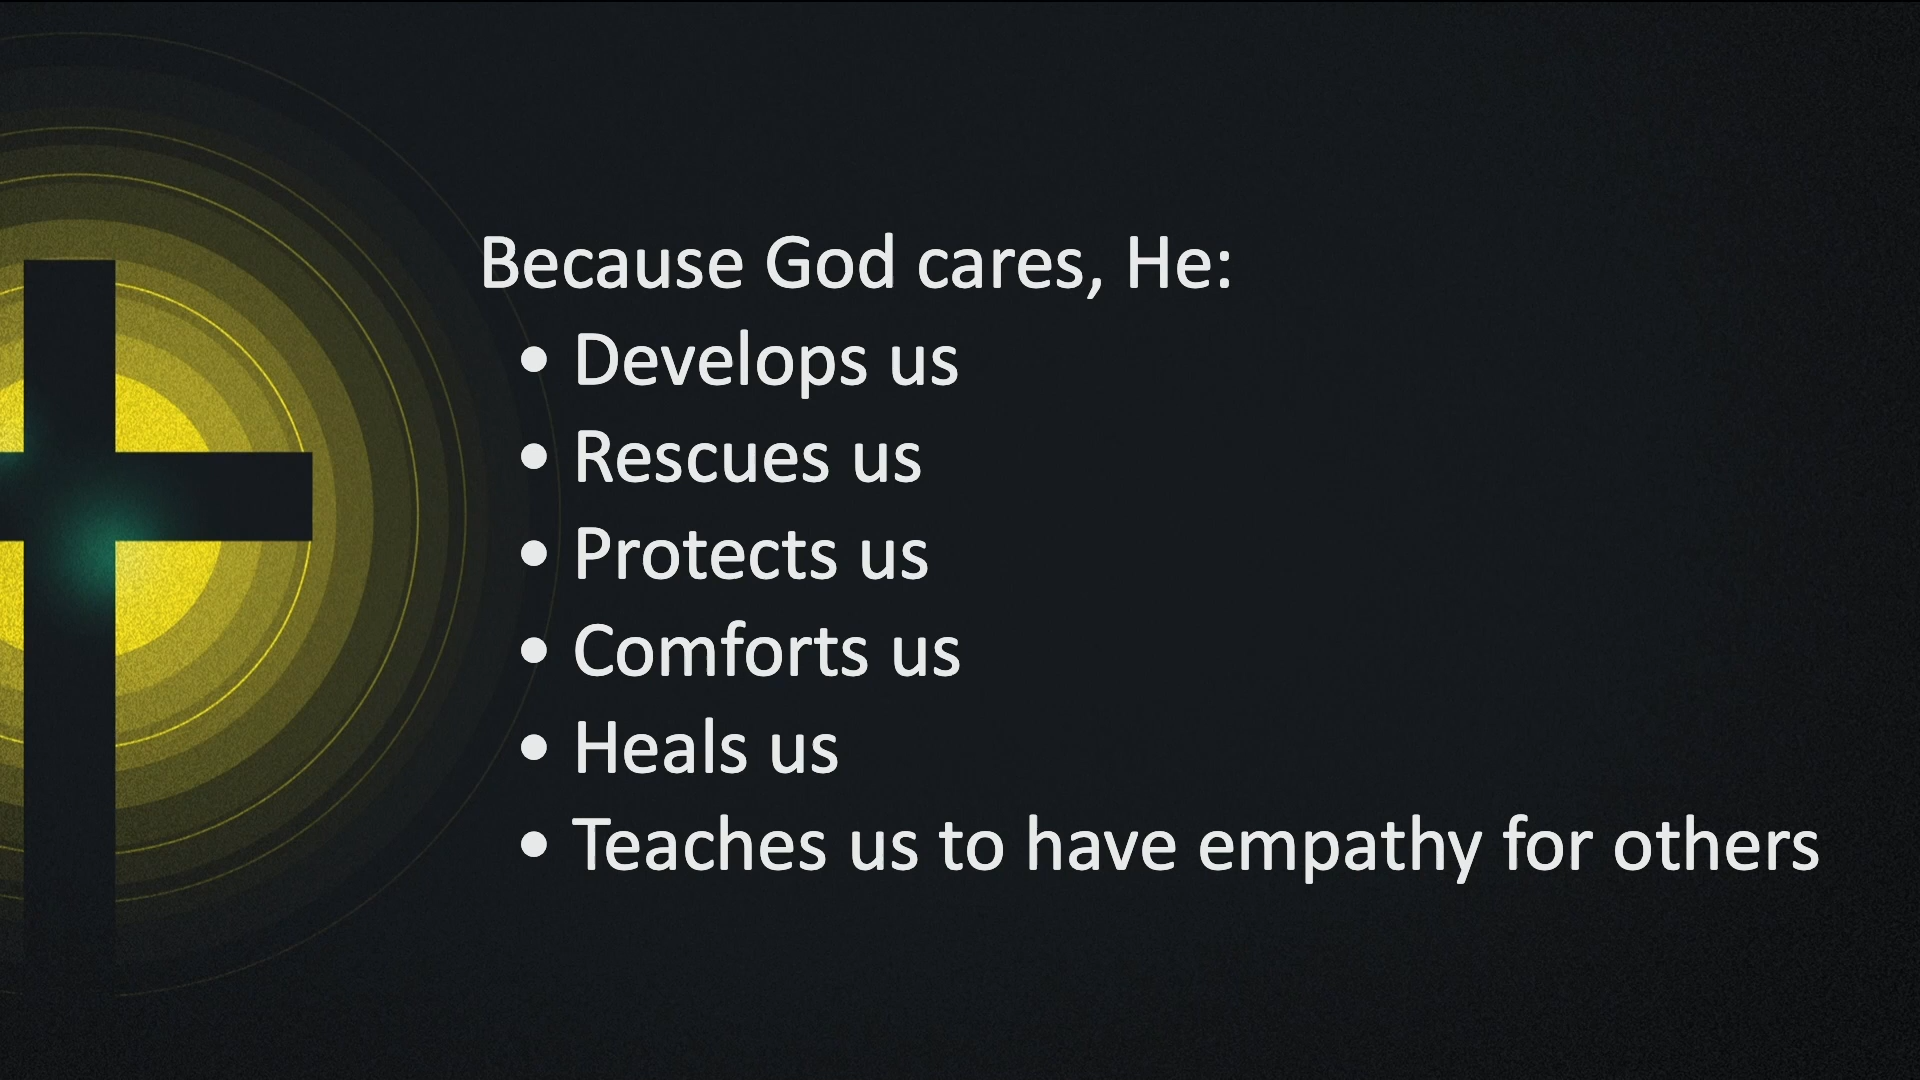 Because God cares, He:
• Develops us
• Rescues us
• Protects us
• Comforts us
• Heals us
• Teaches us to have empathy for others